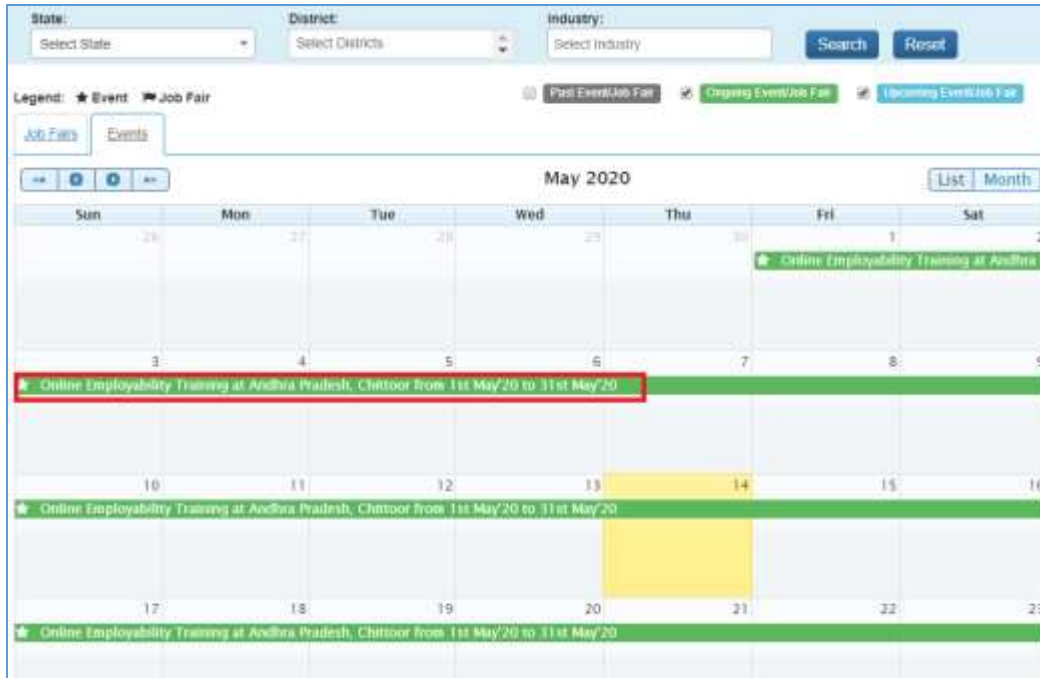 State: District: Industry:
Select State Select Districts Select Industry Search Reset
Legend: ★ Event Job Fair Past Event/Job Fair Ongoing Event/Job Fair Upcoming Event/Job Fair
Job Fairs Events
May 2020 List Month
Sun Mon Tue Wed Thu Fri Sat
26 27 28 29 30 1 2
Online Employability Training at Andhra
3 4 5 6 7 8 9
Online Employability Training at Andhra Pradesh, Chittoor from 1st May'20 to 31st May'20
10 11 12 13 14 15 16
Online Employability Training at Andhra Pradesh, Chittoor from 1st May'20 to 31st May'20
17 18 19 20 21 22 23
Online Employability Training at Andhra Pradesh, Chittoor from 1st May'20 to 31st May'20